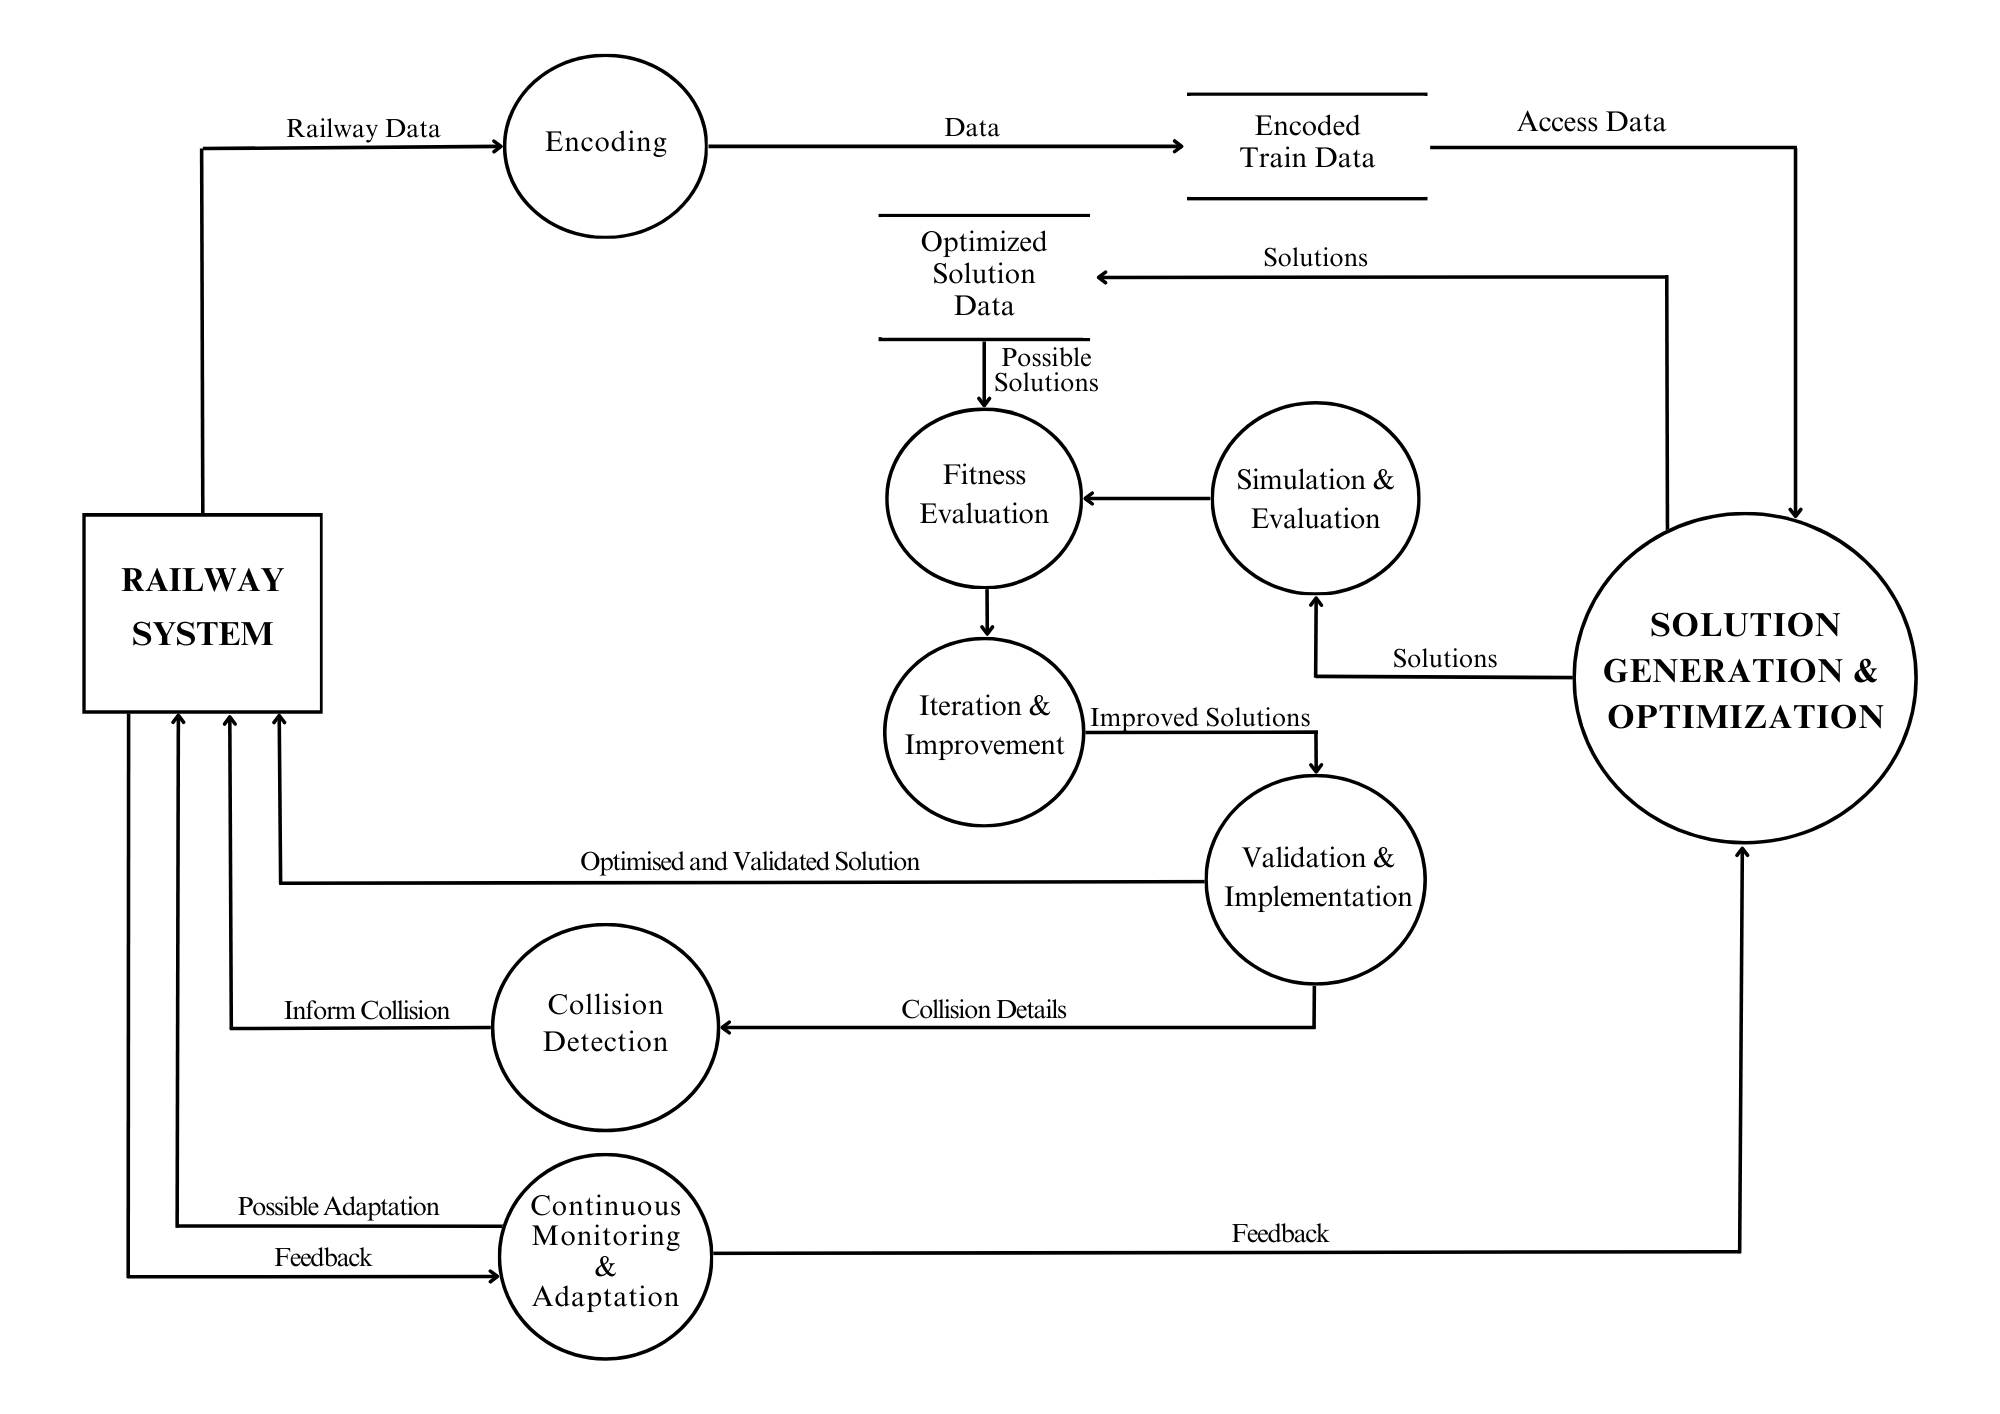 Railway Data
Encoding
Data
Encoded
Train Data
Access Data
Optimized
Solution
Data
Solutions
Possible
Solutions
Fitness
Evaluation
Simulation &
Evaluation
RAILWAY
SYSTEM
SOLUTION
GENERATION &
OPTIMIZATION
Solutions
Iteration &
Improvement
Improved Solutions
Validation &
Implementation
Optimised and Validated Solution
Collision
Detection
Inform Collision
Collision Details
Continuous
Monitoring
&
Adaptation
Possible Adaptation
Feedback
Feedback